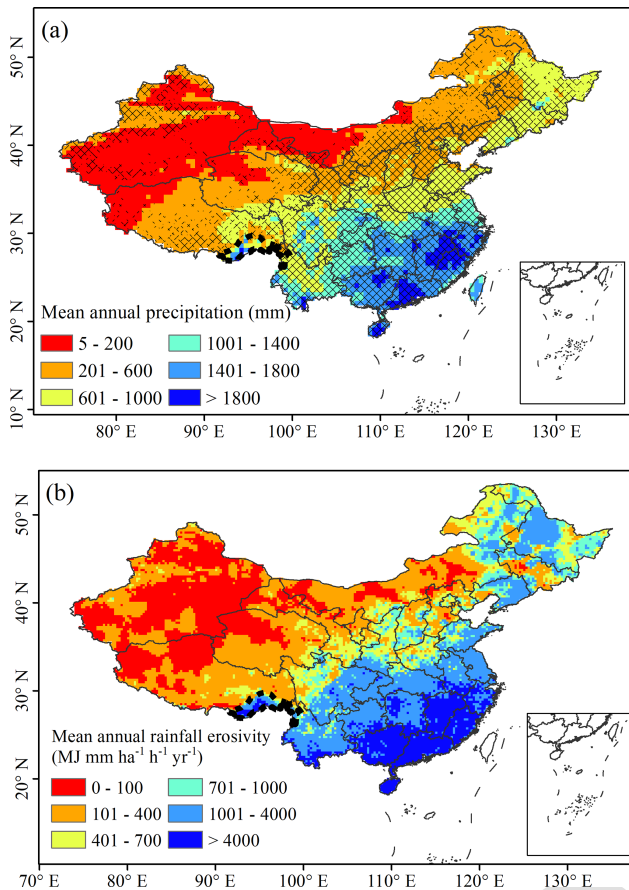 (a)
50° N
40° N
30° N
20° N
10° N
Mean annual precipitation (mm)
5 - 200
1001 - 1400
201 - 600
1401 - 1800
601 - 1000
> 1800
80° E
90° E
100° E
110° E
120° E
130° E
(b)
50° N
40° N
30° N
20° N
Mean annual rainfall erosivity
(MJ mm ha⁻¹ h⁻¹ yr⁻¹)
0 - 100
701 - 1000
101 - 400
1001 - 4000
401 - 700
> 4000
70° E
80° E
90° E
100° E
110° E
120° E
130° E